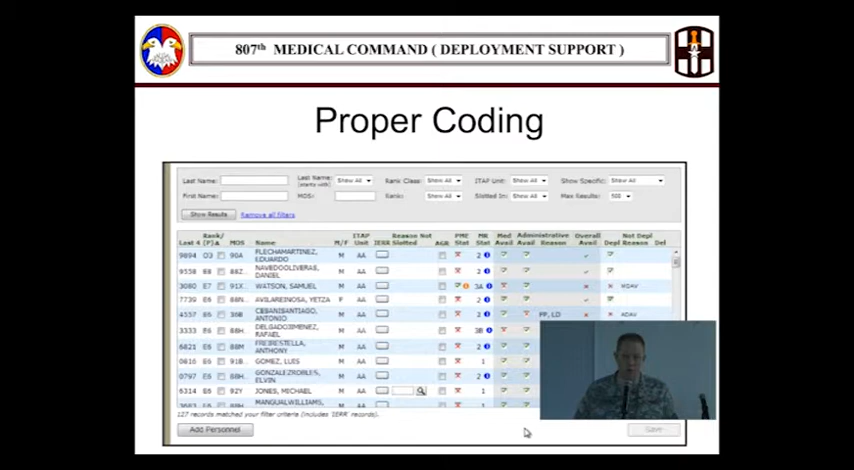 807th MEDICAL COMMAND ( DEPLOYMENT SUPPORT )
Proper Coding
Last Name: Last Name: (starts with) Show All Rank Class: Show All ITAP Unit: Show All Show Specific: Show All
First Name: MOS: Rank: Show All Slotted In: Show All Max Results: 500
Show Results Remove all filters
Last 4 Rank/ (P) MOS Name M/F ITAP Unit IERR Reason Not Slotted AGR PME Stat MR Stat Med Avail Administrative Avail Reason Overall Avail Depl Not Depl Reason Del
9894 O3 90A FLECHAMARTINEZ, EDUARDO M AA 2
9558 E8 88Z.. NAVEDOOLIVERAS, DANIEL M AA 2
3080 E7 91X.. WATSON, SAMUEL M AA 3A MDAV
7739 E6 88M.. AVILAREINOSA, YETZA F AA 2
4557 E6 36B CEBANISANTIAGO, ANTONIO M AA 2 PP, LD ADAV
3333 E6 88H.. DELGADOJIMENEZ, RAFAEL M AA 3B
6821 E6 88M FREIRESTELLA, ANTHONY M AA 2
0816 E6 91B.. GOMEZ, LUIS M AA 1
0797 E6 88H.. GONZALEZROBLES, ELVIN M AA 2
6314 E6 92Y JONES, MICHAEL M AA 1
MANGUALWILLIAMS,
127 records matched your filter criteria (includes 'IERR' records).
Add Personnel Save